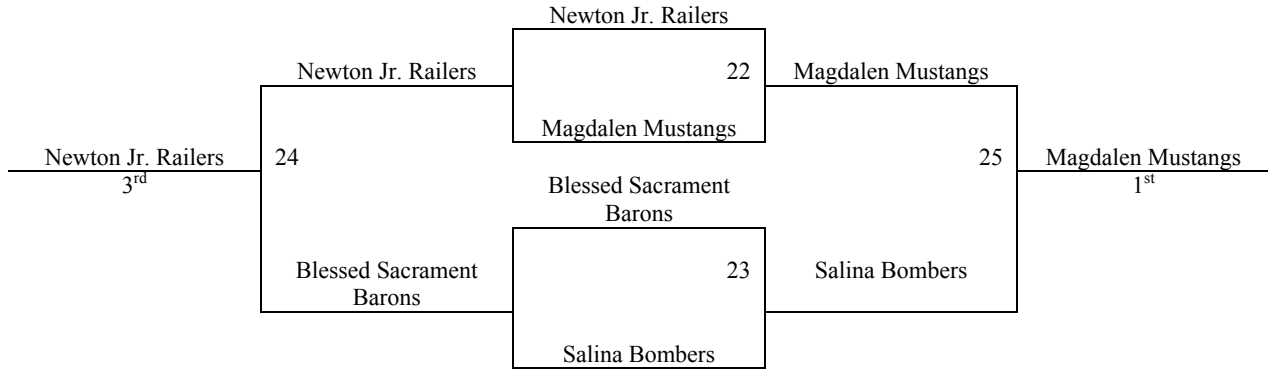 Newton Jr. Railers
Newton Jr. Railers
22
Magdalen Mustangs
Magdalen Mustangs
Newton Jr. Railers
24
25
Magdalen Mustangs
3rd
Blessed Sacrament
Barons
1st
Blessed Sacrament
Barons
23
Salina Bombers
Salina Bombers